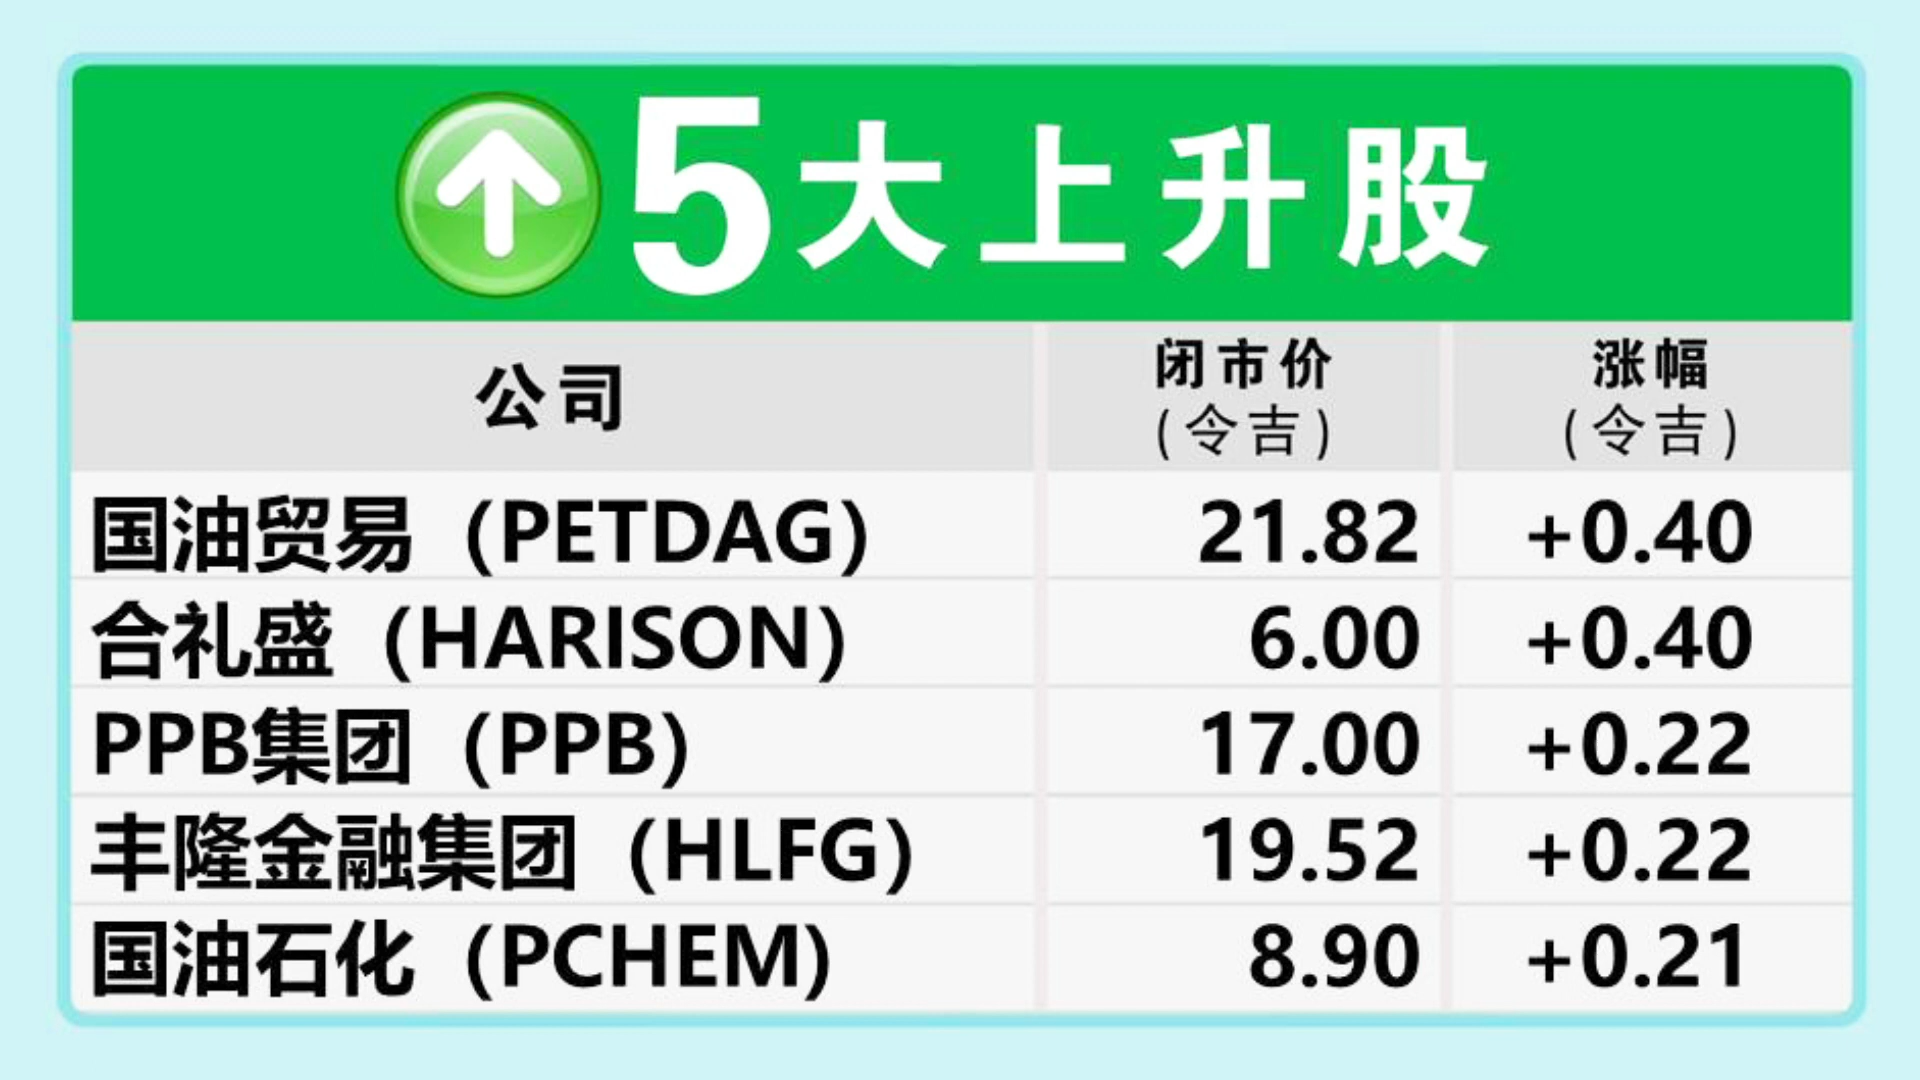 5大上升股
公司 闭市价 涨幅
(令吉) (令吉)
国油贸易（PETDAG） 21.82 +0.40
合礼盛（HARISON） 6.00 +0.40
PPB集团（PPB） 17.00 +0.22
丰隆金融集团（HLFG） 19.52 +0.22
国油石化（PCHEM) 8.90 +0.21